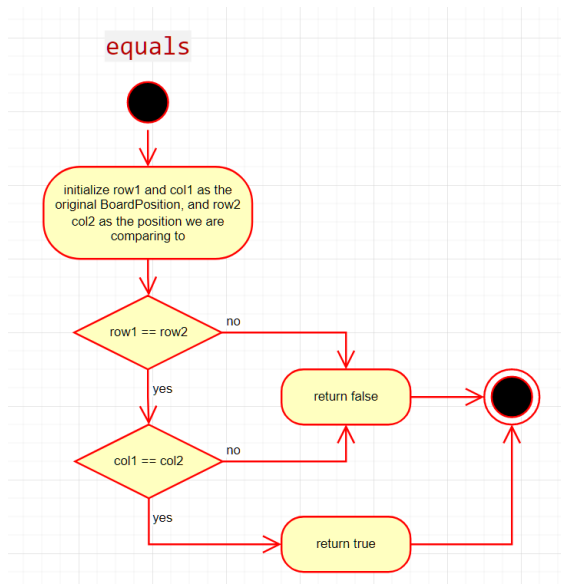 equals
initialize row1 and col1 as the
original BoardPosition, and row2
col2 as the position we are
comparing to
row1 == row2
no
yes
return false
col1 == col2
no
yes
return true